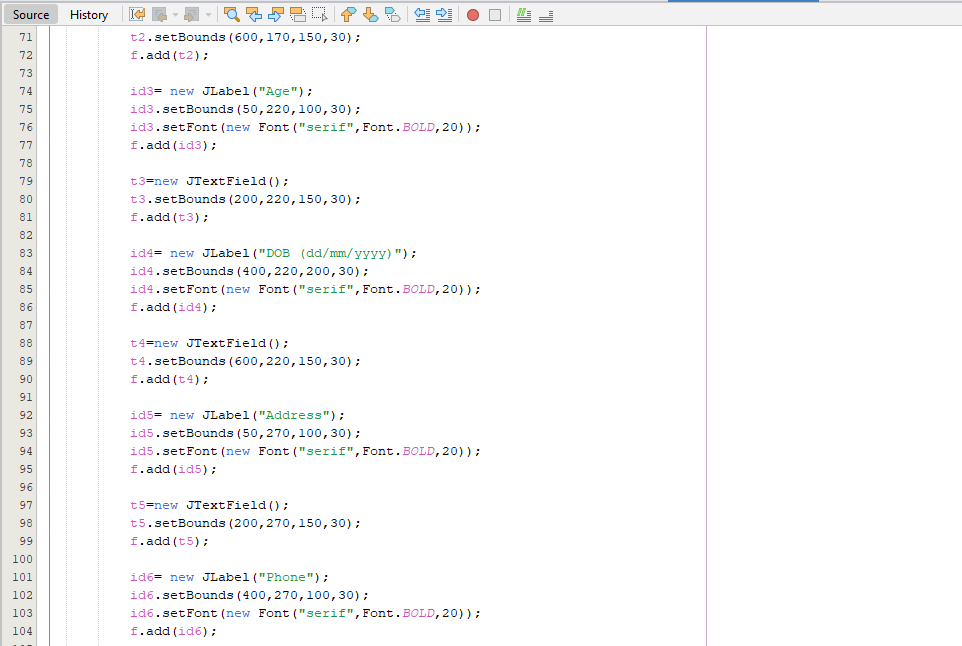 Source History
71 t2.setBounds(600,170,150,30);
72 f.add(t2);
73
74 id3= new JLabel("Age");
75 id3.setBounds(50,220,100,30);
76 id3.setFont(new Font("serif",Font.BOLD,20));
77 f.add(id3);
78
79 t3=new JTextField();
80 t3.setBounds(200,220,150,30);
81 f.add(t3);
82
83 id4= new JLabel("DOB (dd/mm/yyyy)");
84 id4.setBounds(400,220,200,30);
85 id4.setFont(new Font("serif",Font.BOLD,20));
86 f.add(id4);
87
88 t4=new JTextField();
89 t4.setBounds(600,220,150,30);
90 f.add(t4);
91
92 id5= new JLabel("Address");
93 id5.setBounds(50,270,100,30);
94 id5.setFont(new Font("serif",Font.BOLD,20));
95 f.add(id5);
96
97 t5=new JTextField();
98 t5.setBounds(200,270,150,30);
99 f.add(t5);
100
101 id6= new JLabel("Phone");
102 id6.setBounds(400,270,100,30);
103 id6.setFont(new Font("serif",Font.BOLD,20));
104 f.add(id6);